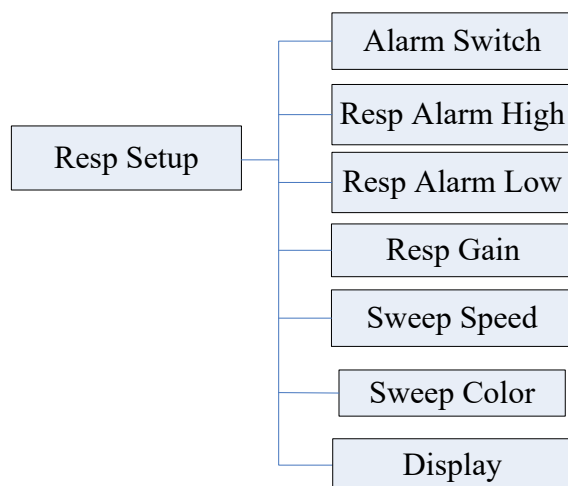 Alarm Switch
Resp Alarm High
Resp Setup
Resp Alarm Low
Resp Gain
Sweep Speed
Sweep Color
Display